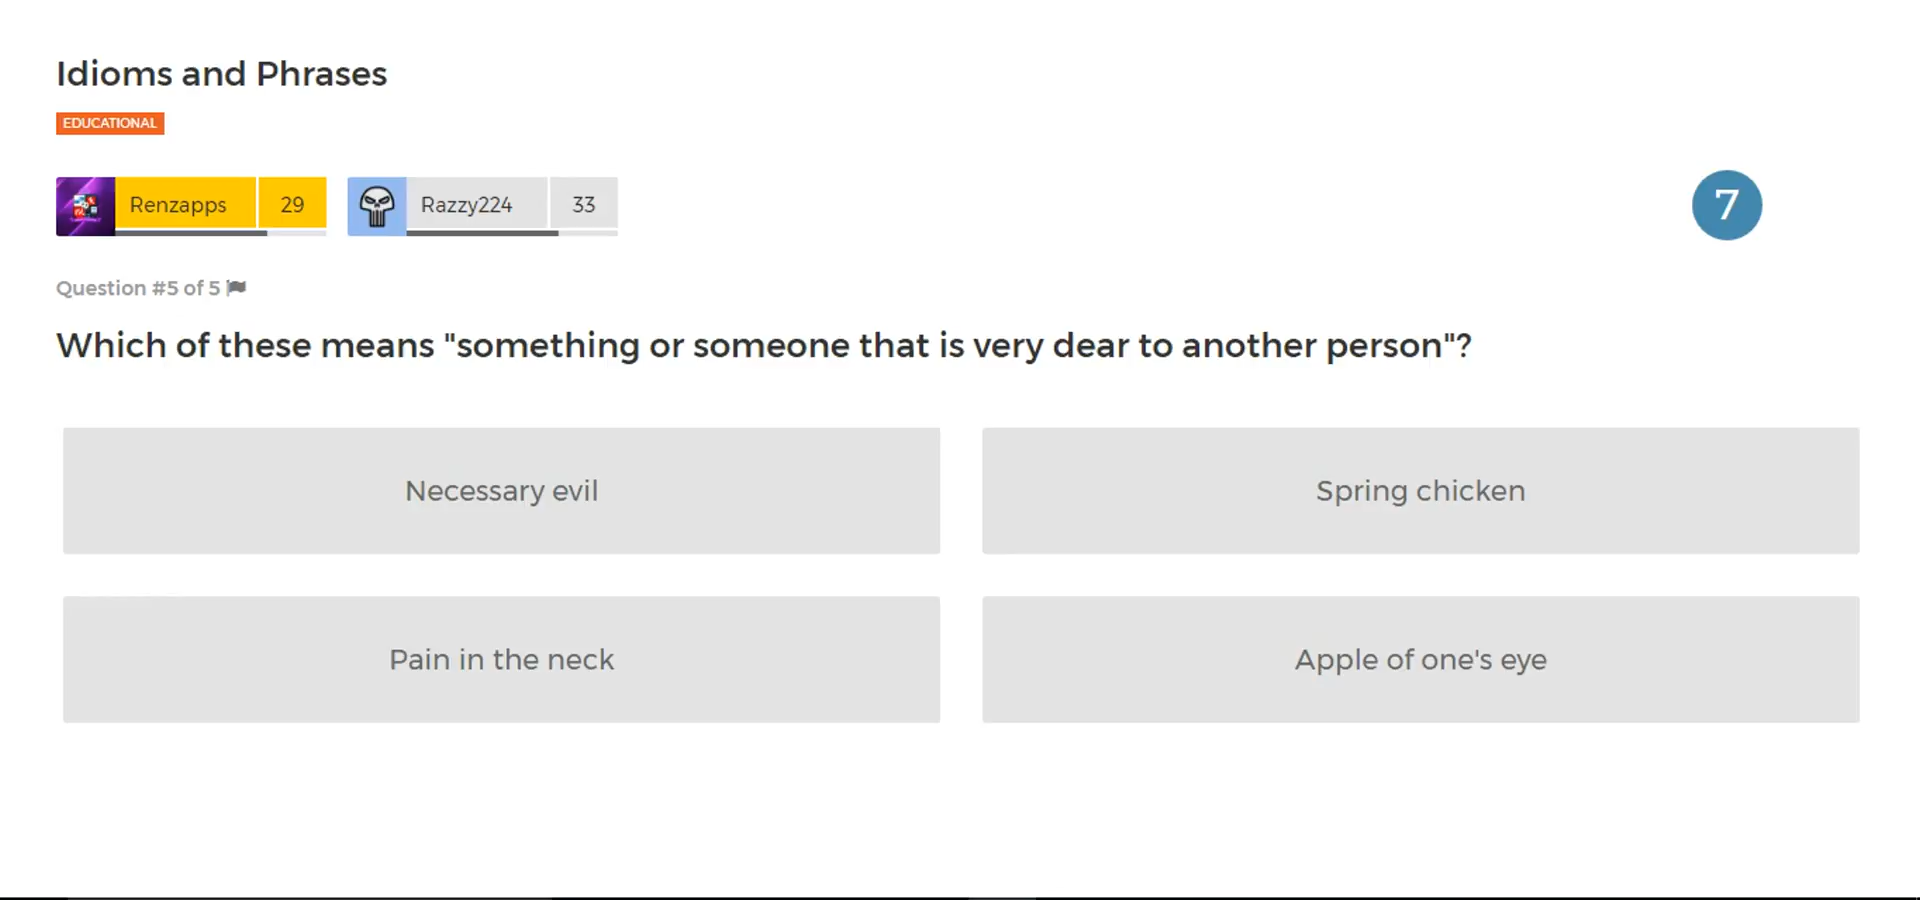 Idioms and Phrases
EDUCATIONAL
Renzapps 29 Razzy224 33
7
Question #5 of 5
Which of these means "something or someone that is very dear to another person"?
Necessary evil
Spring chicken
Pain in the neck
Apple of one's eye